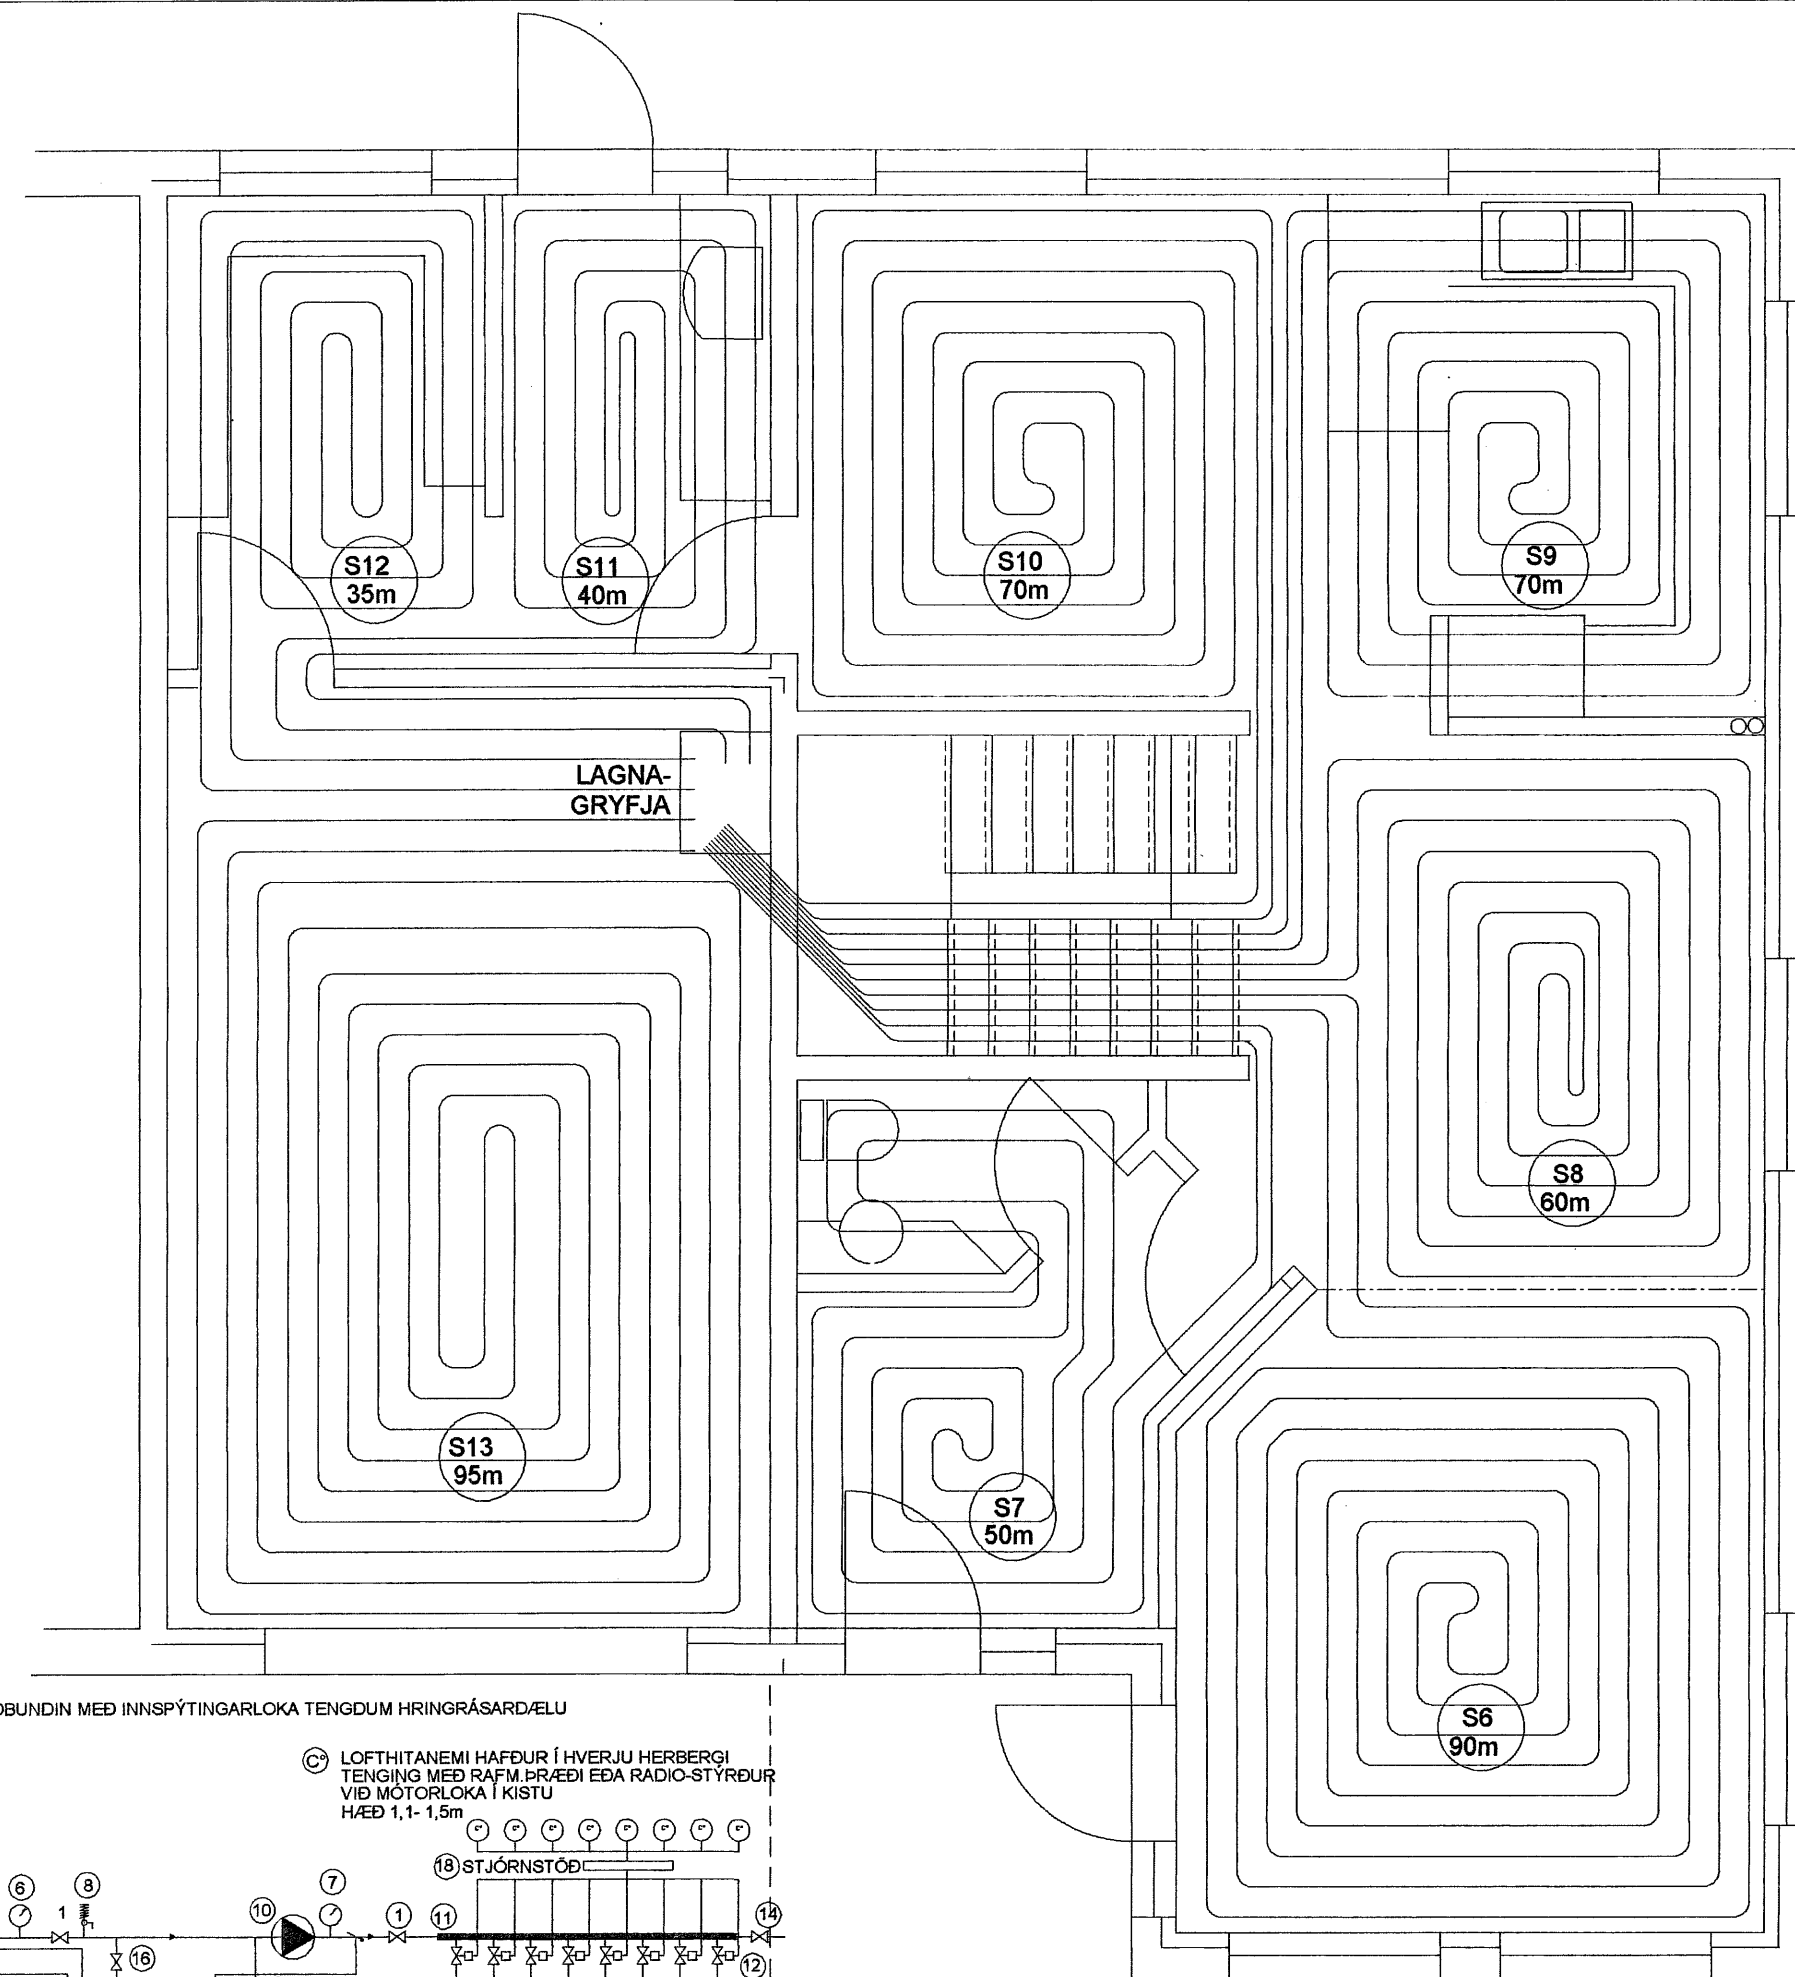 S12
35m
S11
40m
S10
70m
S9
70m
LAGNA-
GRYFJA
S8
60m
S13
95m
S7
50m
S6
90m
ÐBUNDIN MEÐ INNSPÝTINGARLOKA TENGDUM HRINGRÁSARDÆLU
C° LOFTHITANEMI HAFÐUR Í HVERJU HERBERGI
TENGING MEÐ RAFM.ÞRÆÐI EÐA RADIO-STÝRÐUR
VIÐ MÓTORLOKA Í KISTU
HÆÐ 1,1- 1,5m
18 STJÓRNSTÖÐ
6
8
7
1
10
1
11
14
16
12